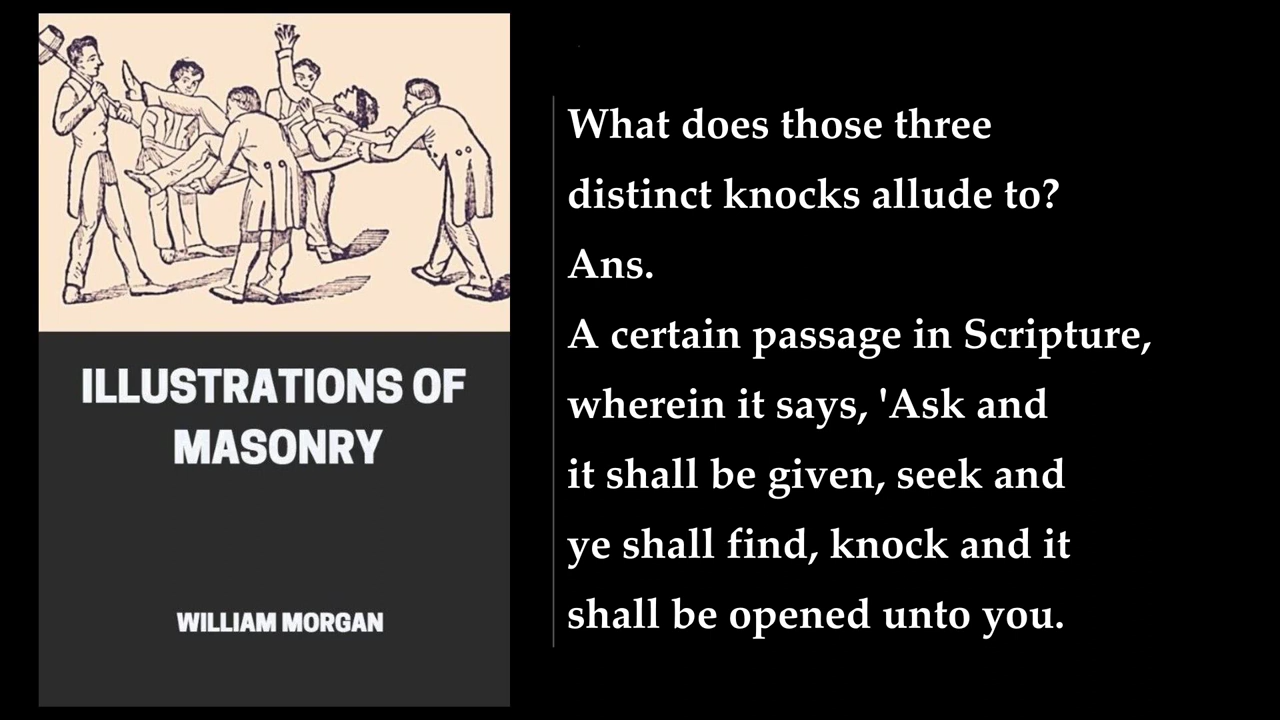 ILLUSTRATIONS OF
MASONRY
WILLIAM MORGAN
What does those three
distinct knocks allude to?
Ans.
A certain passage in Scripture,
wherein it says, 'Ask and
it shall be given, seek and
ye shall find, knock and it
shall be opened unto you.